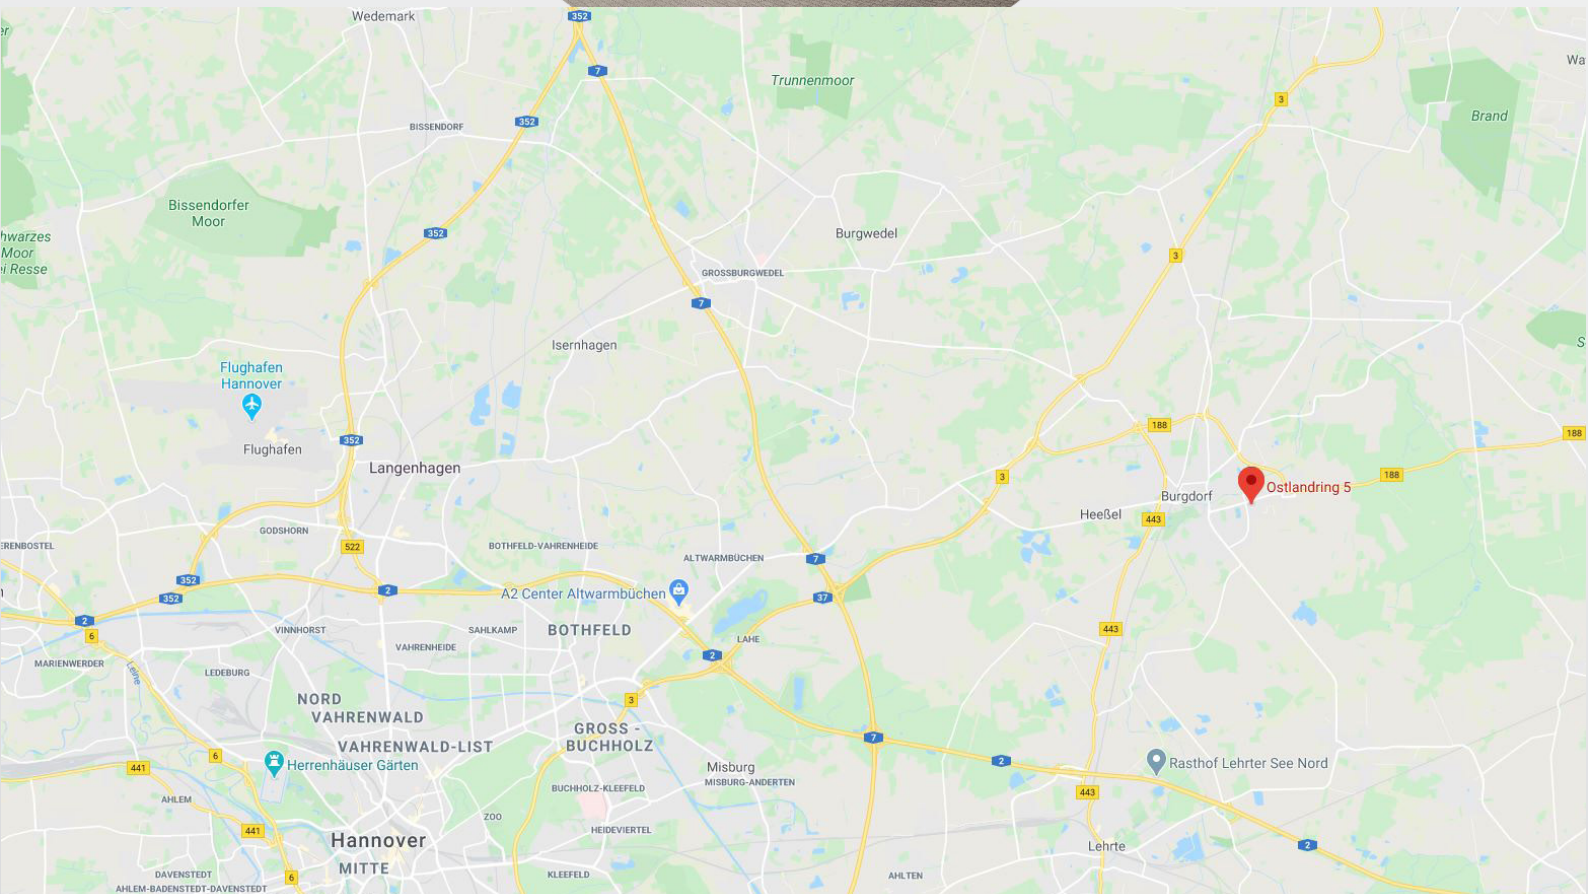 Wedemark
352
7
Trunnenmoor
3
Wa
Brand
352
BISSENDORF
Bissendorfer
Moor
352
Burgwedel
hwarzes
Moor
i Resse
3
GROSSBURGWEDEL
7
Isernhagen
S
Flughafen
Hannover
188
188
352
Flughafen
Langenhagen
3
188
Ostlandring 5
Burgdorf
Heeßel
443
GODSHORN
522
ERENBOSTEL
BOTHFELD-VAHRENHEIDE
ALTWARMBÜCHEN
7
352
2
A2 Center Altwarmbüchen
352
37
2
6
VINNHORST
SAHLKAMP
BOTHFELD
LAHE
443
VAHRENHEIDE
2
MARIENWERDER
Leine
LEDEBURG
NORD
3
VAHRENWALD
GROSS -
BUCHHOLZ
7
VAHRENWALD-LIST
6
Herrenhäuser Gärten
441
Misburg
MISBURG-ANDERTEN
2
Rasthof Lehrter See Nord
BUCHHOLZ-KLEEFELD
443
AHLEM
ZOO
441
HEIDEVIERTEL
Hannover
Lehrte
2
MITTE
DAVENSTEDT
6
KLEEFELD
AHLTEN
AHLEM-BADENSTEDT-DAVENSTEDT